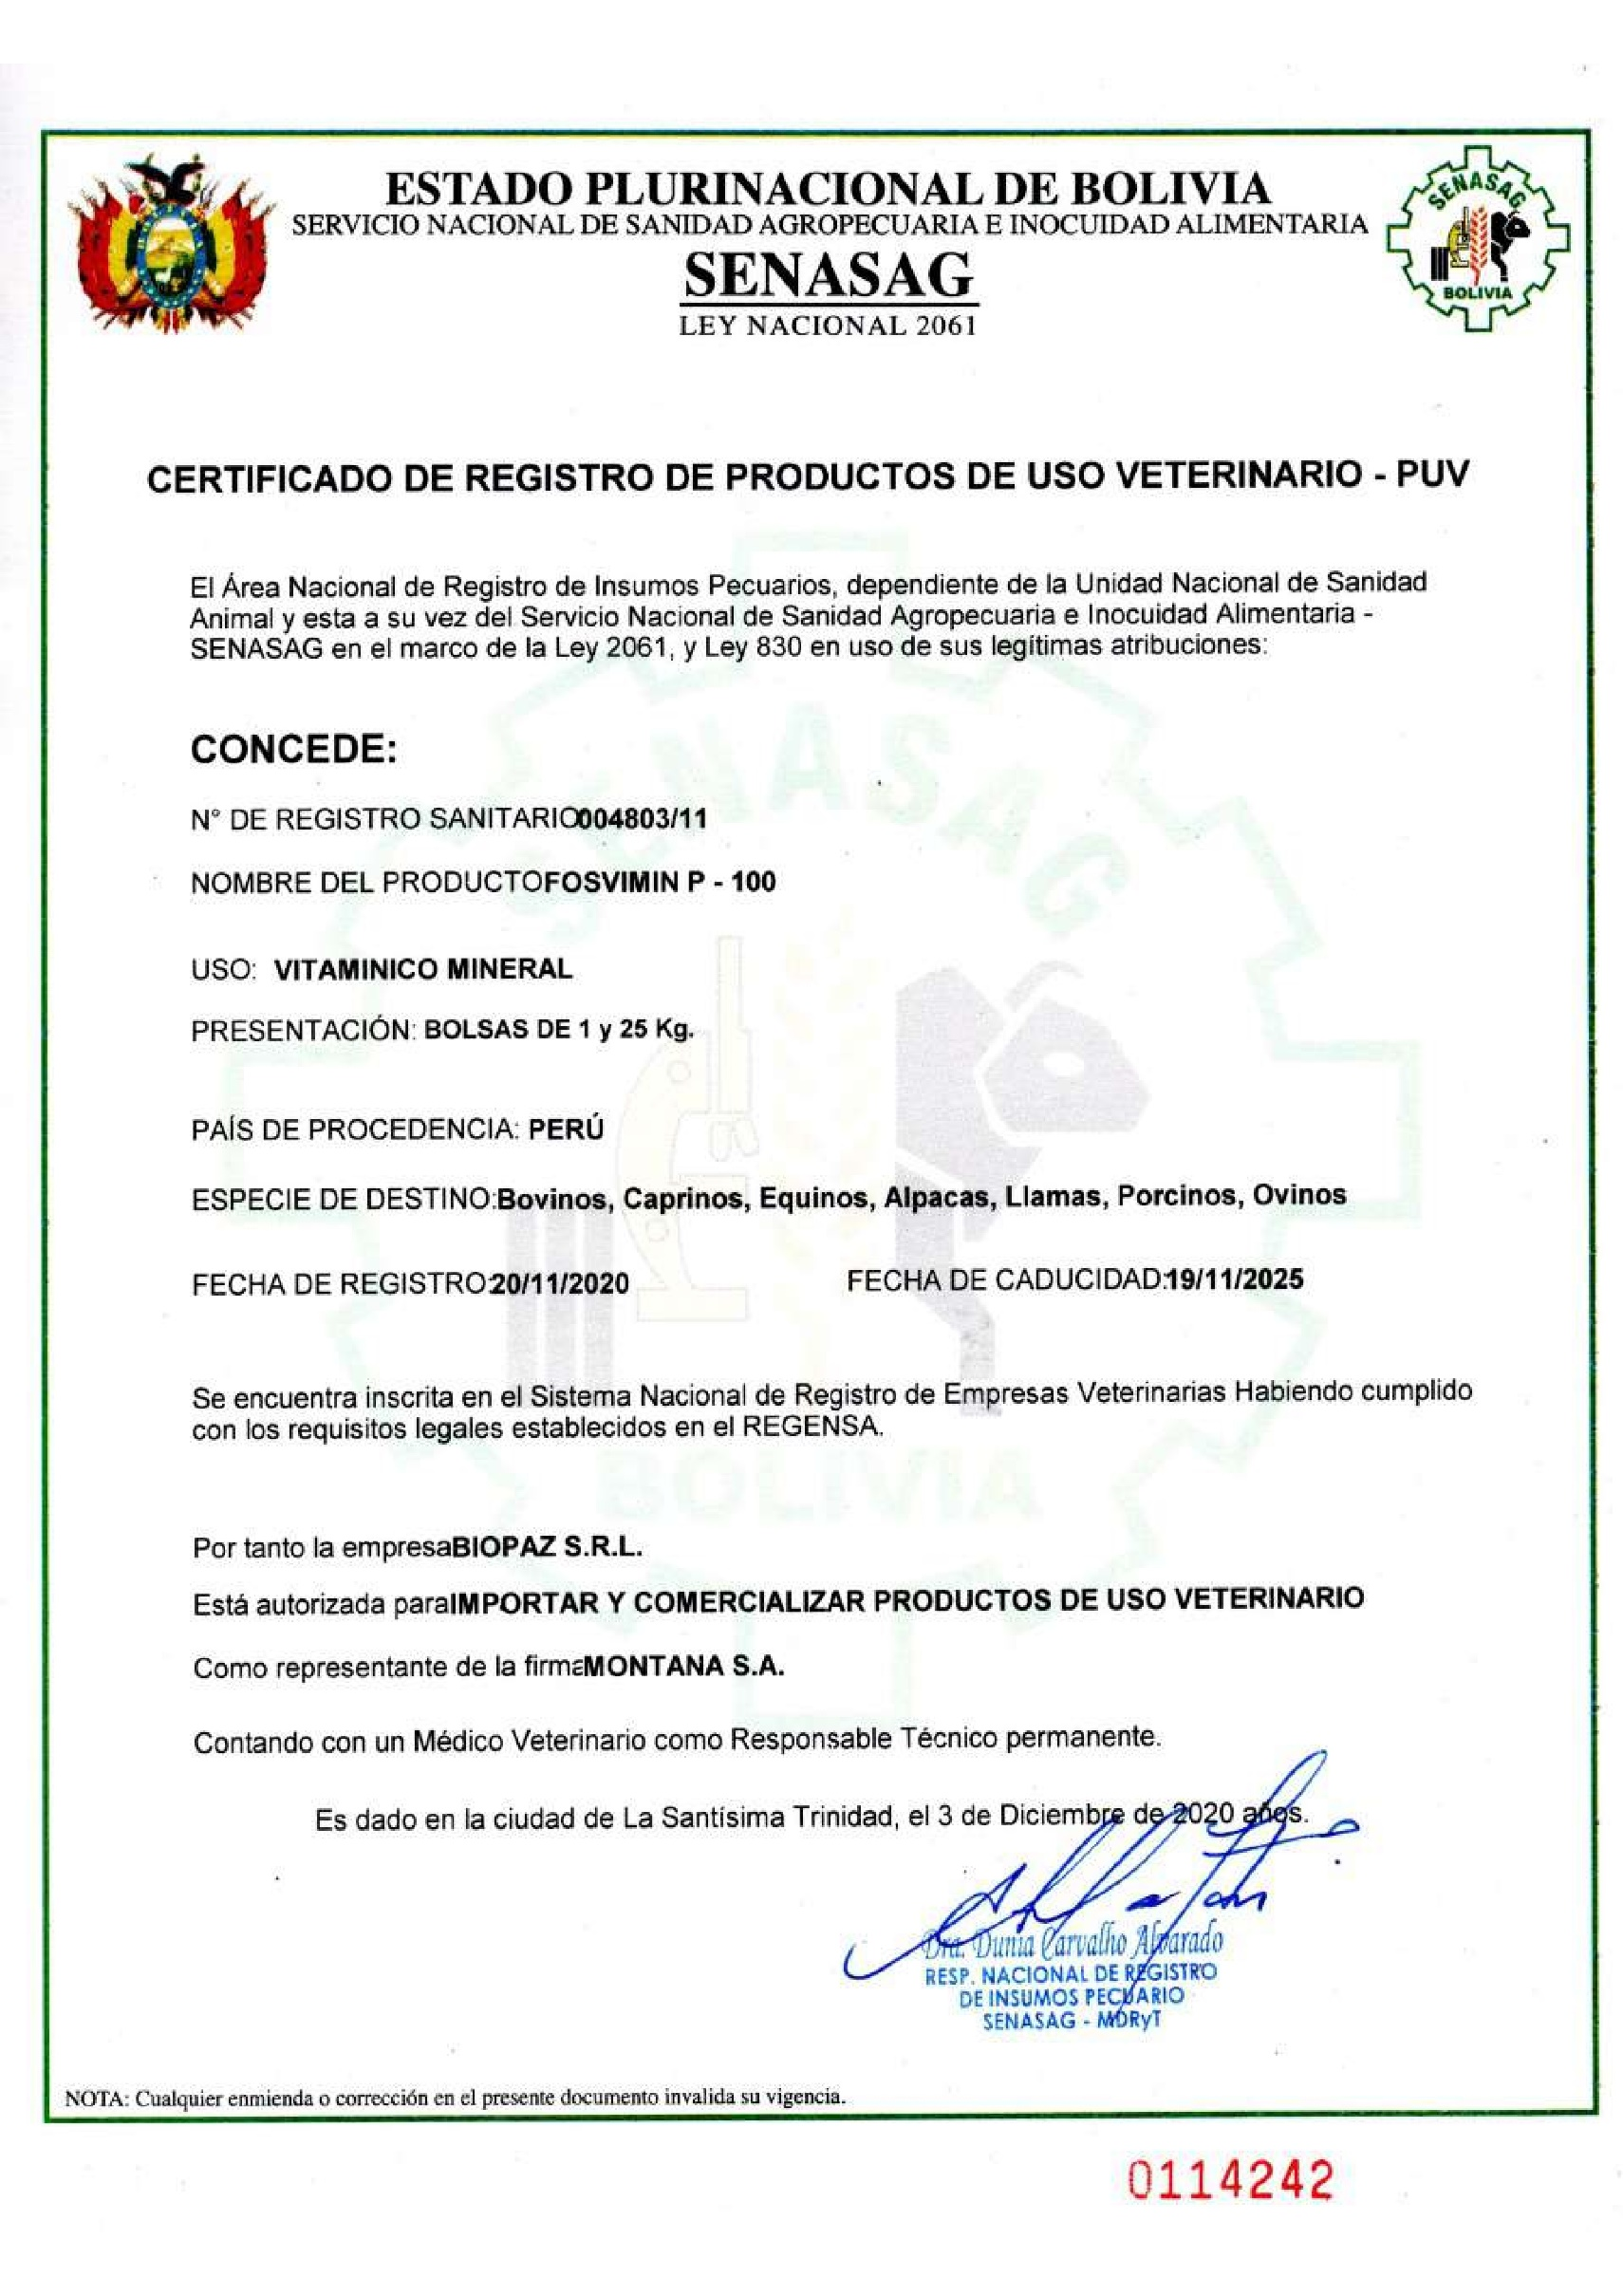 ESTADO PLURINACIONAL DE BOLIVIA
SERVICIO NACIONAL DE SANIDAD AGROPECUARIA E INOCUIDAD ALIMENTARIA
SENASAG
LEY NACIONAL 2061
SENASAG
BOLIVIA
CERTIFICADO DE REGISTRO DE PRODUCTOS DE USO VETERINARIO - PUV
El Área Nacional de Registro de Insumos Pecuarios, dependiente de la Unidad Nacional de Sanidad
Animal y esta a su vez del Servicio Nacional de Sanidad Agropecuaria e Inocuidad Alimentaria -
SENASAG en el marco de la Ley 2061, y Ley 830 en uso de sus legítimas atribuciones:
CONCEDE:
N° DE REGISTRO SANITARIO004803/11
NOMBRE DEL PRODUCTOFOSVIMIN P - 100
USO: VITAMINICO MINERAL
PRESENTACIÓN: BOLSAS DE 1 y 25 Kg.
PAÍS DE PROCEDENCIA: PERÚ
ESPECIE DE DESTINO:Bovinos, Caprinos, Equinos, Alpacas, Llamas, Porcinos, Ovinos
FECHA DE REGISTRO:20/11/2020 FECHA DE CADUCIDAD:19/11/2025
Se encuentra inscrita en el Sistema Nacional de Registro de Empresas Veterinarias Habiendo cumplido
con los requisitos legales establecidos en el REGENSA.
SENASAG
BOLIVIA
Por tanto la empresaBIOPAZ S.R.L.
Está autorizada paraIMPORTAR Y COMERCIALIZAR PRODUCTOS DE USO VETERINARIO
Como representante de la firmaMONTANA S.A.
Contando con un Médico Veterinario como Responsable Técnico permanente.
Es dado en la ciudad de La Santísima Trinidad, el 3 de Diciembre de 2020 años.
Dra. Dunia Carvalho Alvarado
RESP. NACIONAL DE REGISTRO
DE INSUMOS PECUARIO
SENASAG - MDRyT
NOTA: Cualquier enmienda o corrección en el presente documento invalida su vigencia.
0114242